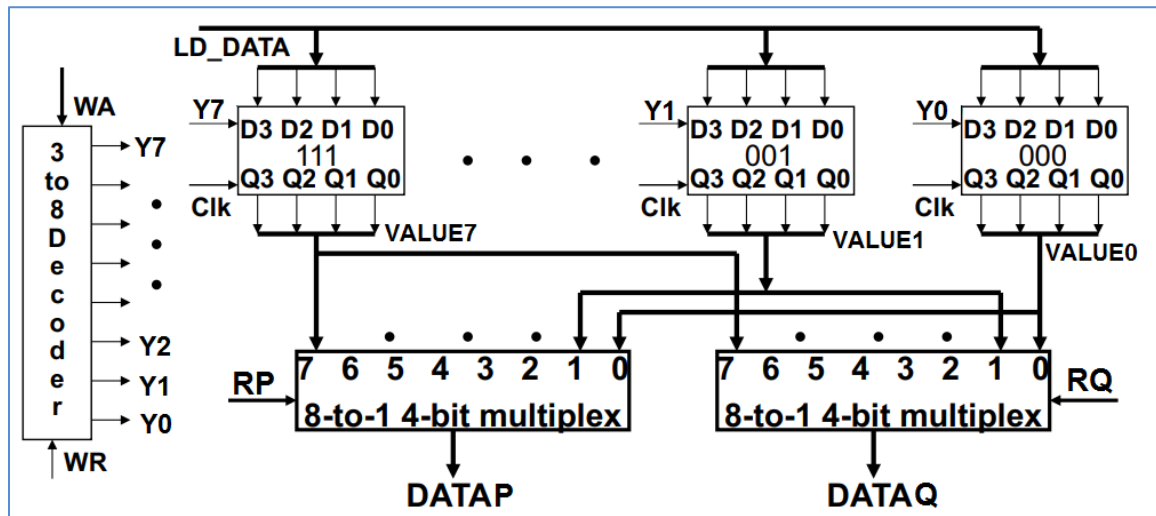 LD_DATA
WA
3 to 8 Decoder
WR
Y7
Y2
Y1
Y0
Y7
D3 D2 D1 D0
111
Q3 Q2 Q1 Q0
Clk
VALUE7
Y1
D3 D2 D1 D0
001
Q3 Q2 Q1 Q0
Clk
VALUE1
Y0
D3 D2 D1 D0
000
Q3 Q2 Q1 Q0
Clk
VALUE0
RP
7 6 5 4 3 2 1 0
8-to-1 4-bit multiplex
DATAP
7 6 5 4 3 2 1 0
8-to-1 4-bit multiplex
RQ
DATAQ